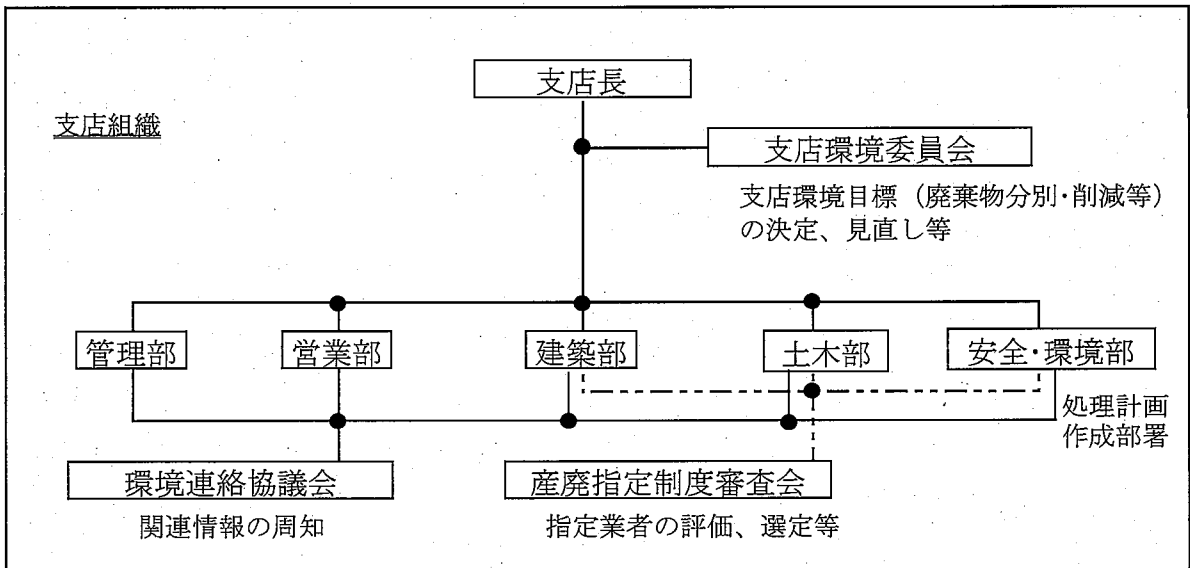 支店長
支店組織
支店環境委員会
支店環境目標（廃棄物分別・削減等）
の決定、見直し等
管理部
営業部
建築部
土木部
安全・環境部
処理計画
作成部署
環境連絡協議会
産廃指定制度審査会
関連情報の周知
指定業者の評価、選定等